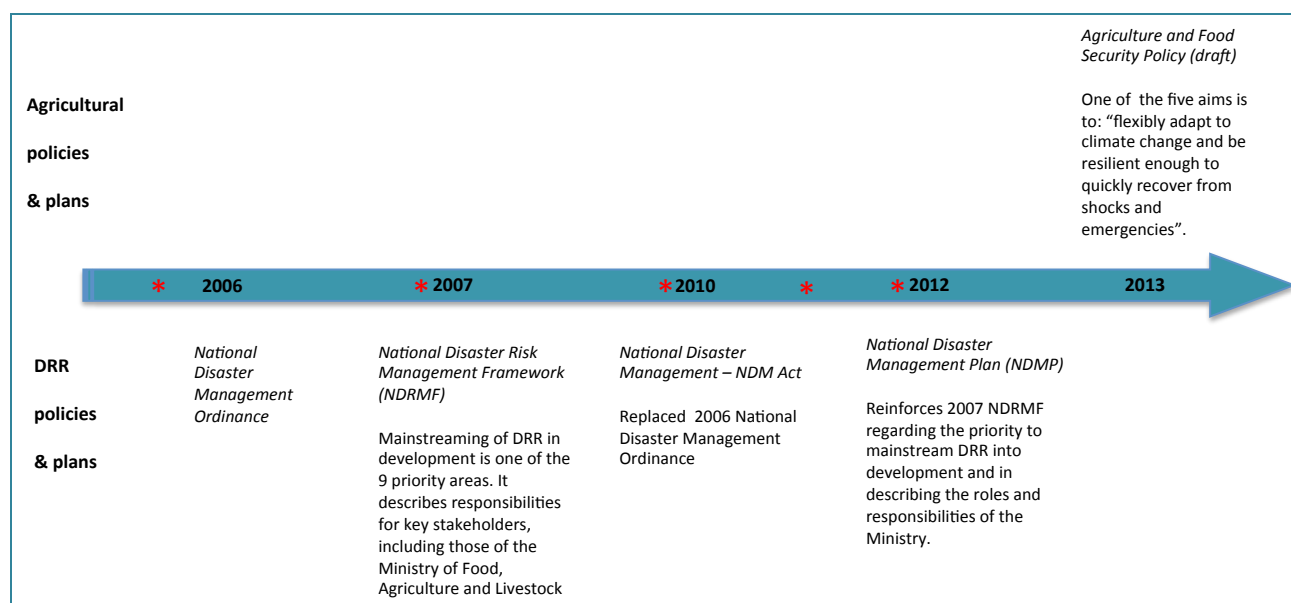 Agriculture and Food
Security Policy (draft)
One of  the five aims is
to: “flexibly adapt to
climate change and be
resilient enough to
quickly recover from
shocks and
emergencies”.
Agricultural
policies
& plans
* 2006 * 2007 * 2010 * * 2012 2013
DRR
policies
& plans
National
Disaster
Management
Ordinance
National Disaster Risk
Management Framework
(NDRMF)
Mainstreaming of DRR in
development is one of the
9 priority areas. It
describes responsibilities
for key stakeholders,
including those of the
Ministry of Food,
Agriculture and Livestock
National Disaster
Management – NDM Act
Replaced  2006 National
Disaster Management
Ordinance
National Disaster
Management Plan (NDMP)
Reinforces 2007 NDRMF
regarding the priority to
mainstream DRR into
development and in
describing the roles and
responsibilities of the
Ministry.